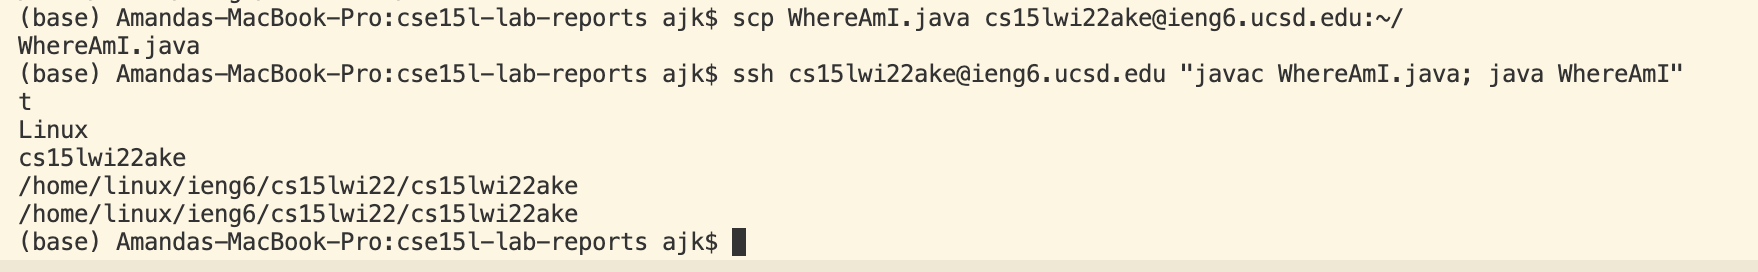 (base) Amandas-MacBook-Pro:cse15l-lab-reports ajk$ scp WhereAmI.java cs15lwi22ake@ieng6.ucsd.edu:~/
WhereAmI.java
(base) Amandas-MacBook-Pro:cse15l-lab-reports ajk$ ssh cs15lwi22ake@ieng6.ucsd.edu "javac WhereAmI.java; java WhereAmI"
t
Linux
cs15lwi22ake
/home/linux/ieng6/cs15lwi22/cs15lwi22ake
/home/linux/ieng6/cs15lwi22/cs15lwi22ake
(base) Amandas-MacBook-Pro:cse15l-lab-reports ajk$